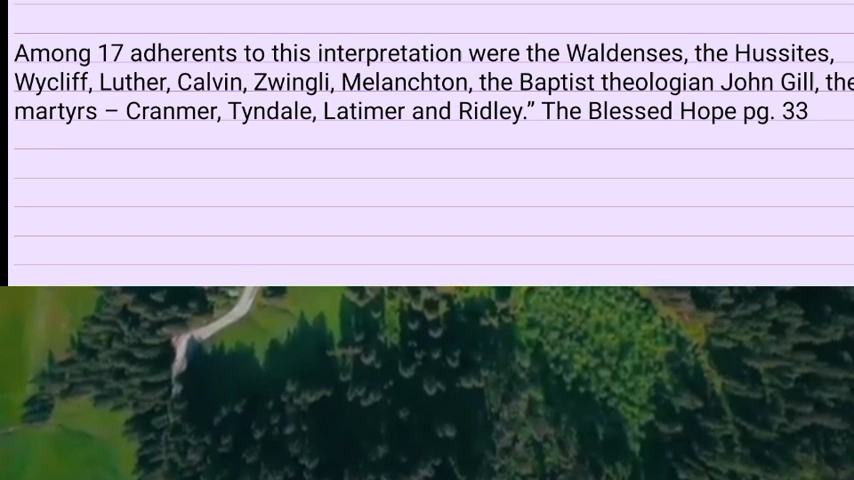 Among 17 adherents to this interpretation were the Waldenses, the Hussites,
Wycliff, Luther, Calvin, Zwingli, Melanchton, the Baptist theologian John Gill, the
martyrs – Cranmer, Tyndale, Latimer and Ridley.” The Blessed Hope pg. 33